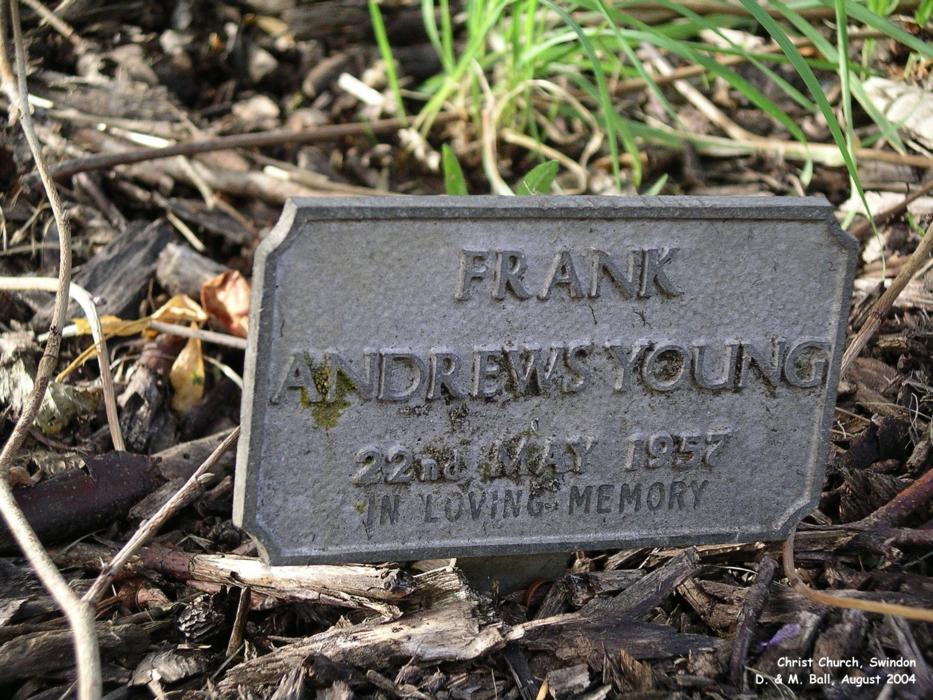 FRANK
ANDREWS YOUNG
22nd MAY 1957
IN LOVING MEMORY
Christ Church, Swindon
D. & M. Ball, August 2004